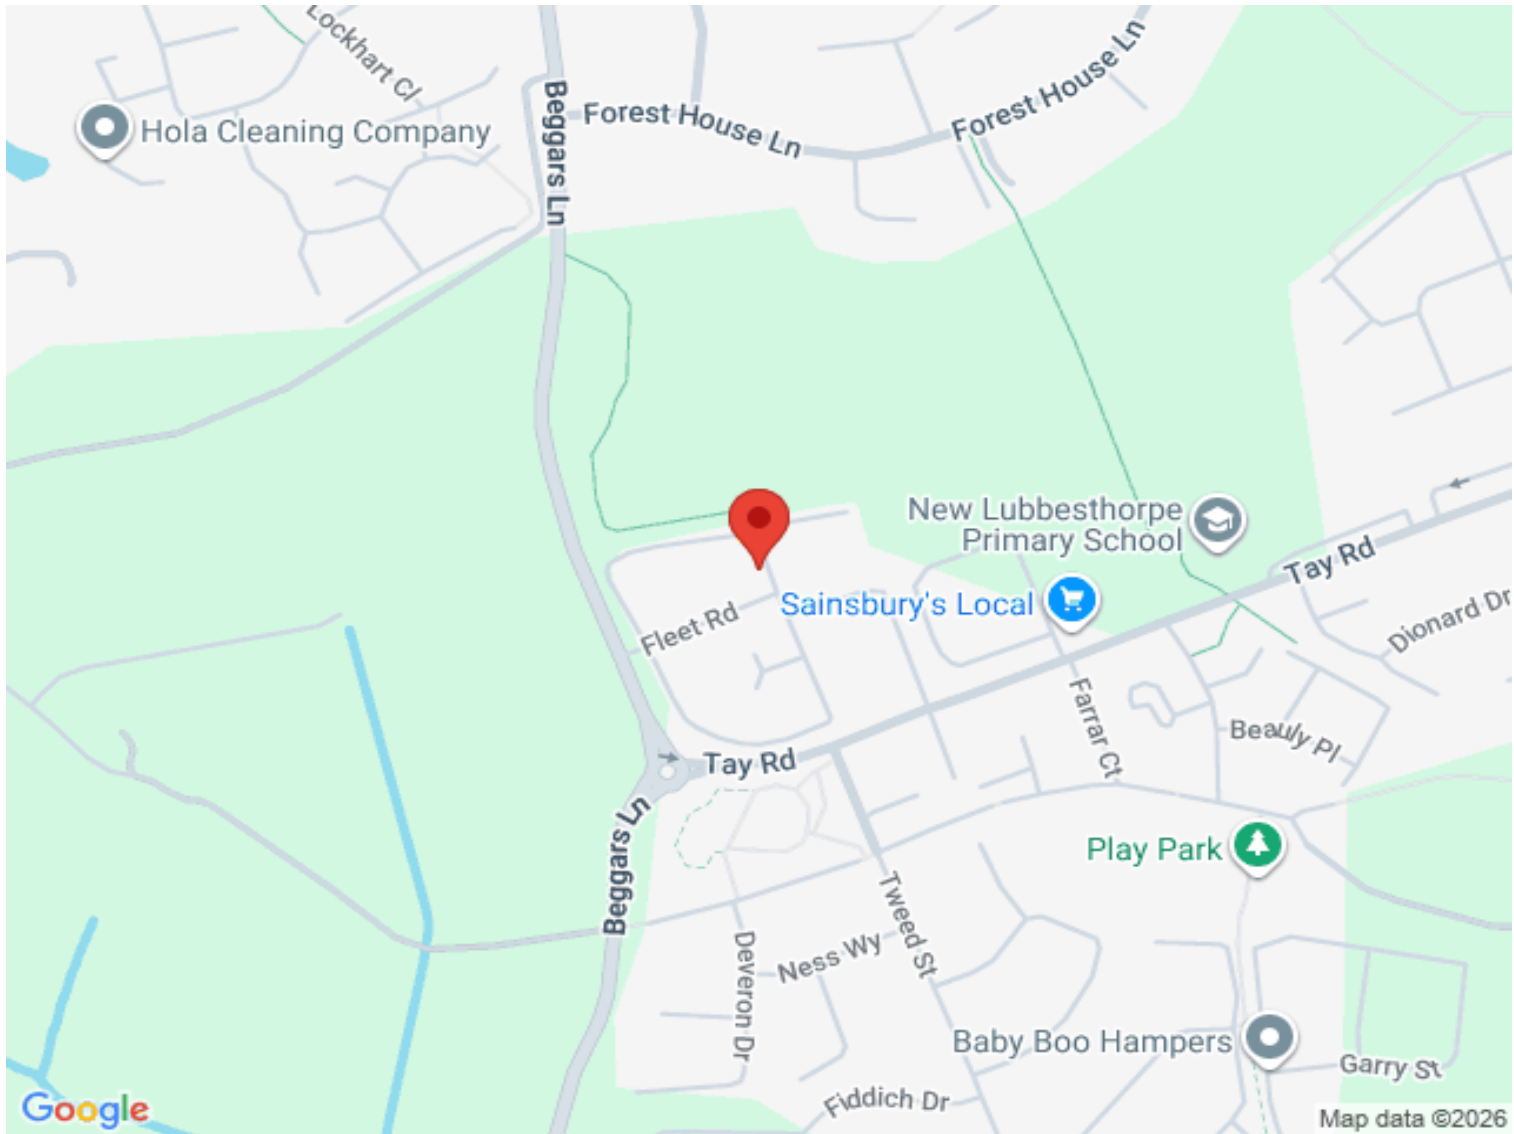 Lockhart Cl
Hola Cleaning Company
Beggars Ln
Forest House Ln
Forest House Ln
New Lubbesthorpe
Primary School
Tay Rd
Sainsbury's Local
Fleet Rd
Dionard Dr
Farrar Ct
Beauly Pl
Tay Rd
Beggars Ln
Play Park
Tweed St
Ness Wy
Deveron Dr
Baby Boo Hampers
Garry St
Fiddich Dr
Google
Map data ©2026